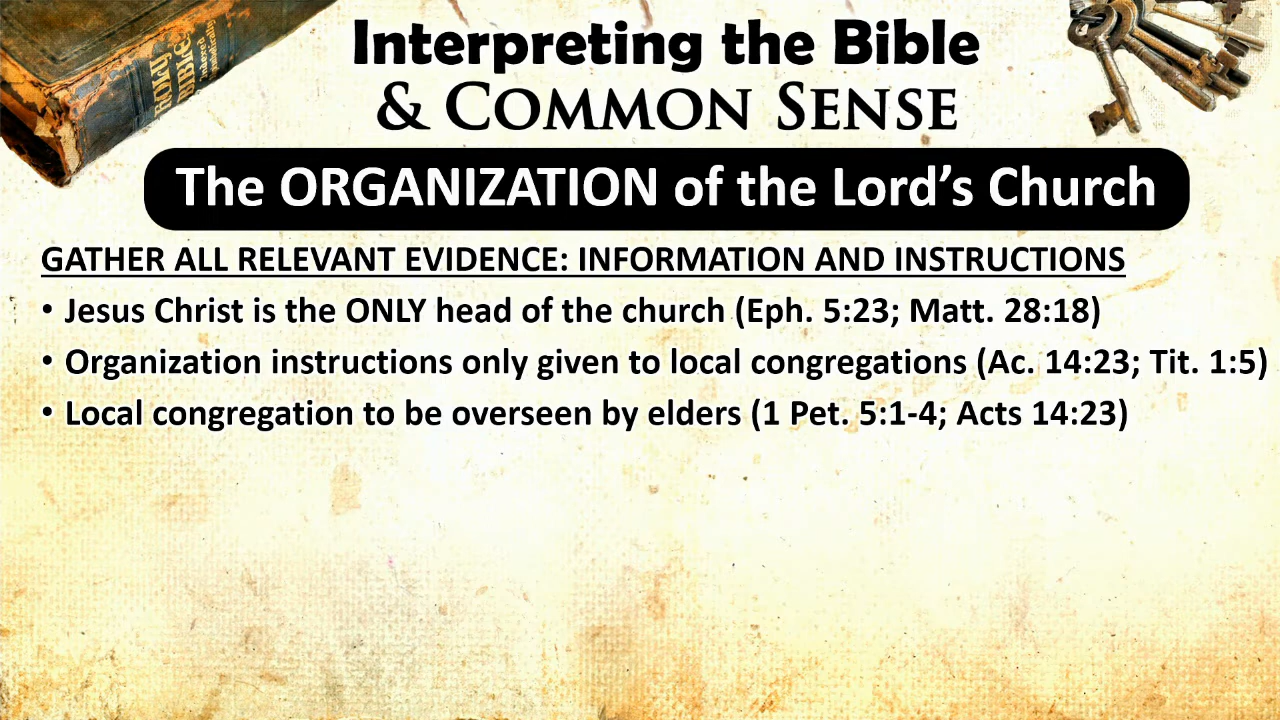 HOLY
BIBLE
Indexed
Interpreting the Bible
& COMMON SENSE
The ORGANIZATION of the Lord’s Church
GATHER ALL RELEVANT EVIDENCE: INFORMATION AND INSTRUCTIONS
• Jesus Christ is the ONLY head of the church (Eph. 5:23; Matt. 28:18)
• Organization instructions only given to local congregations (Ac. 14:23; Tit. 1:5)
• Local congregation to be overseen by elders (1 Pet. 5:1-4; Acts 14:23)